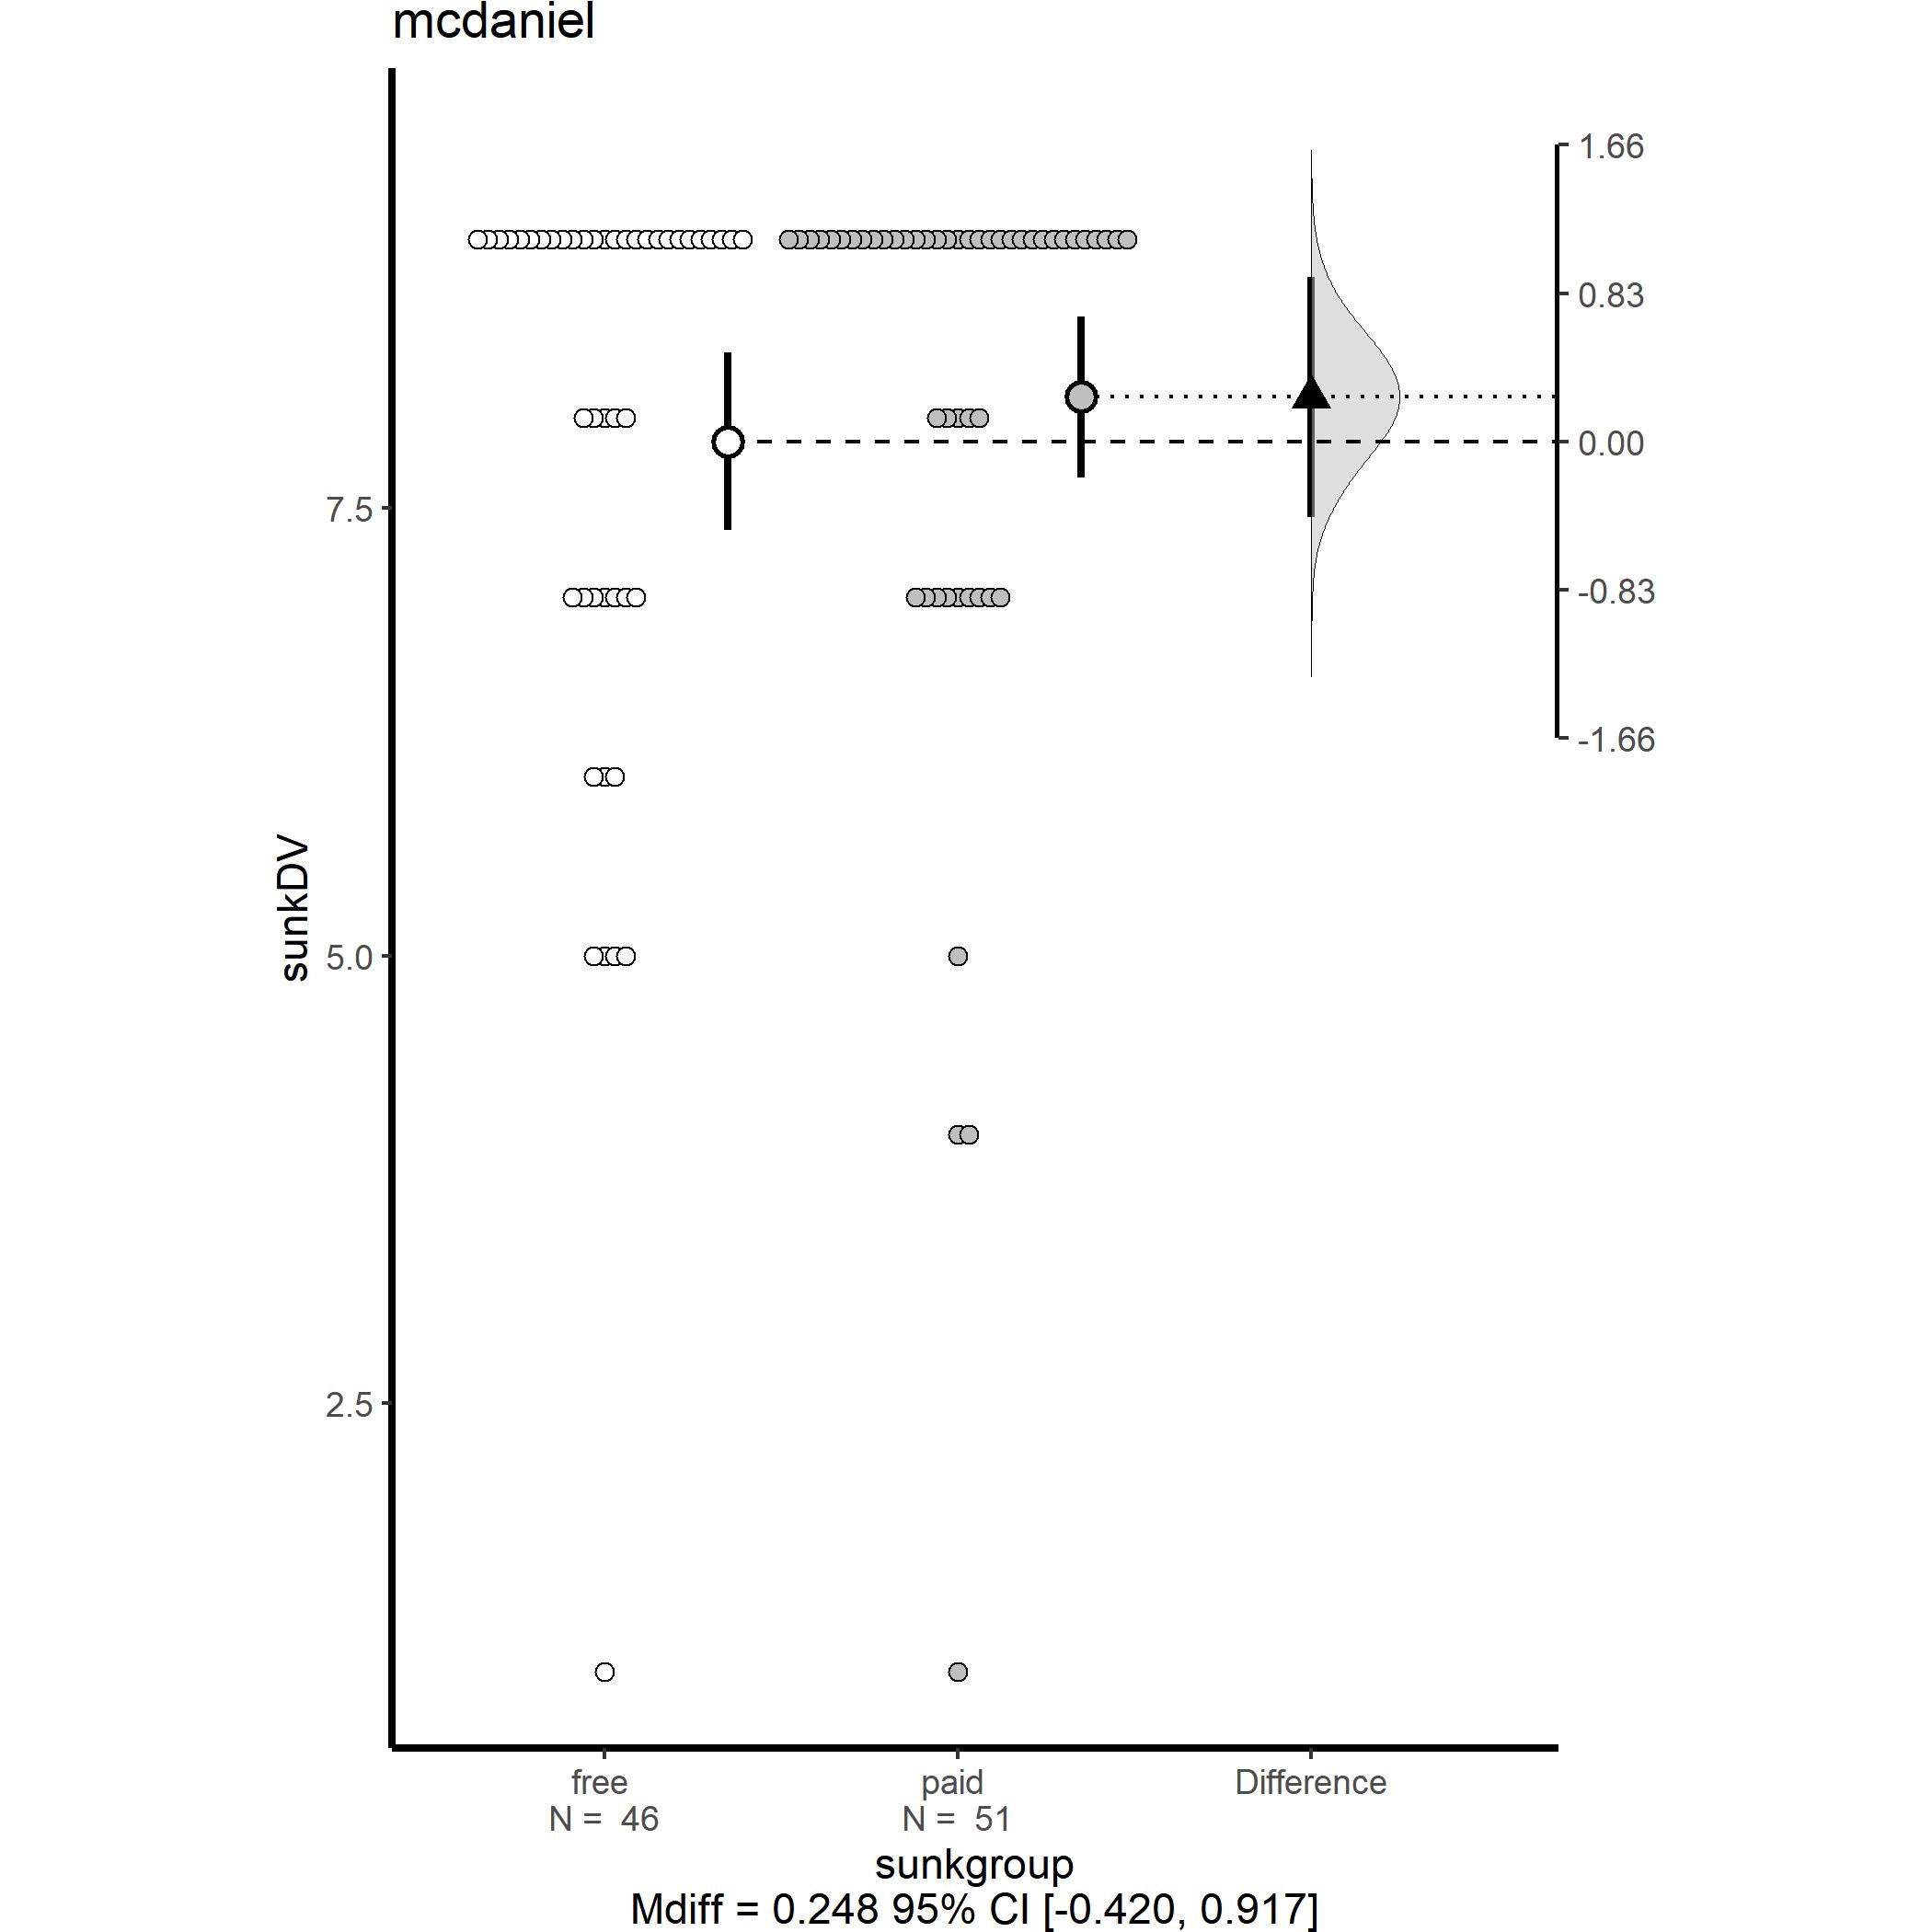 mcdaniel
1.66
0.83
0.00
-0.83
-1.66
7.5
5.0
2.5
sunkDV
free
N =  46
paid
N =  51
Difference
sunkgroup
Mdiff = 0.248 95% CI [-0.420, 0.917]